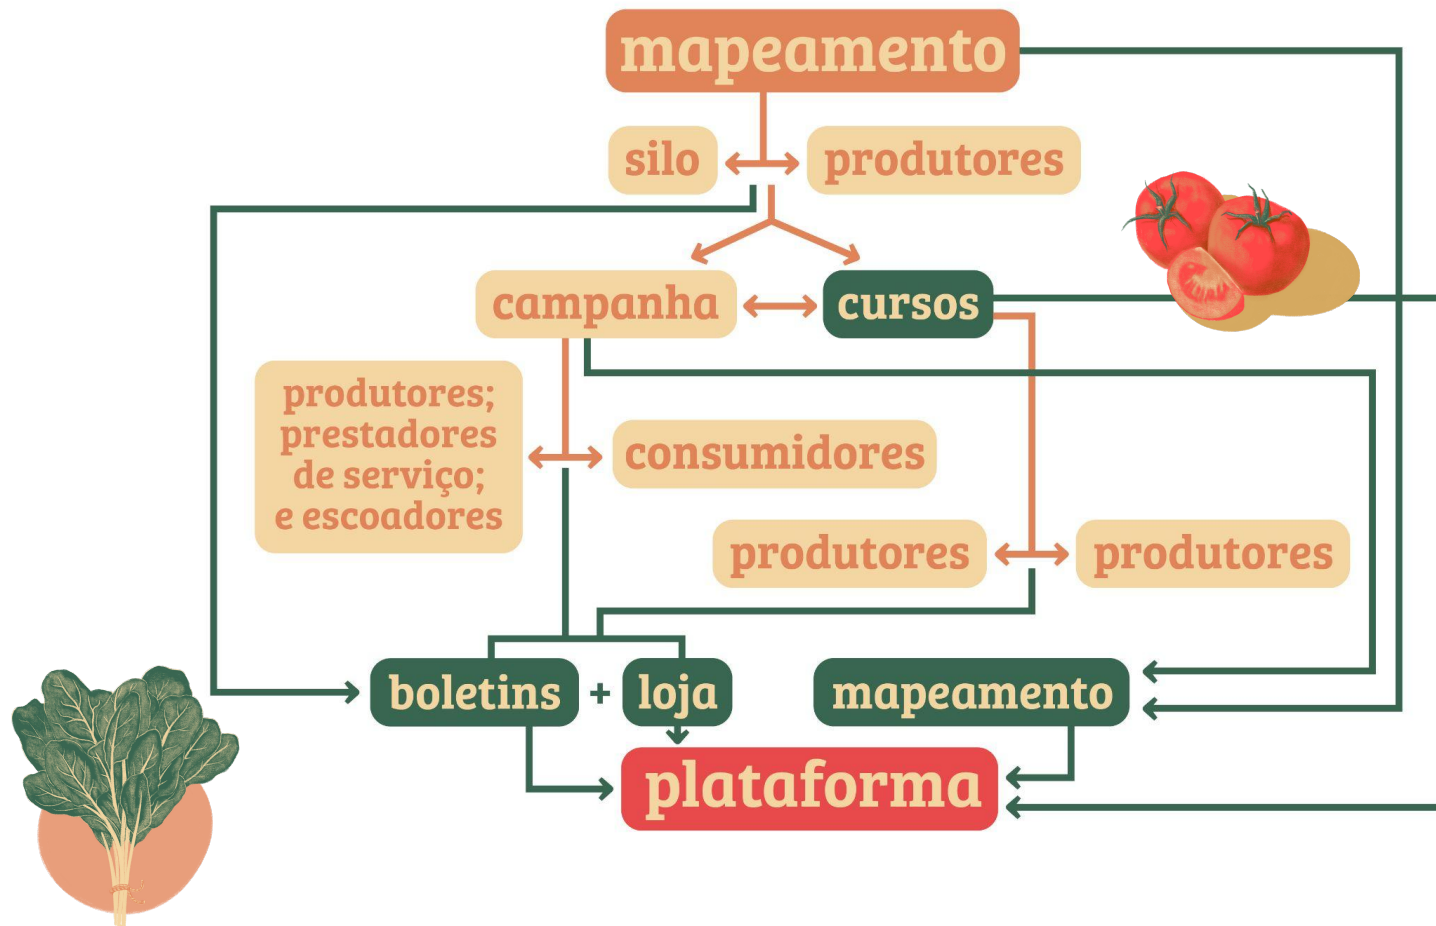 mapeamento
silo
produtores
campanha
cursos
produtores;
prestadores
de serviço;
e escoadores
consumidores
produtores
produtores
boletins + loja
mapeamento
plataforma